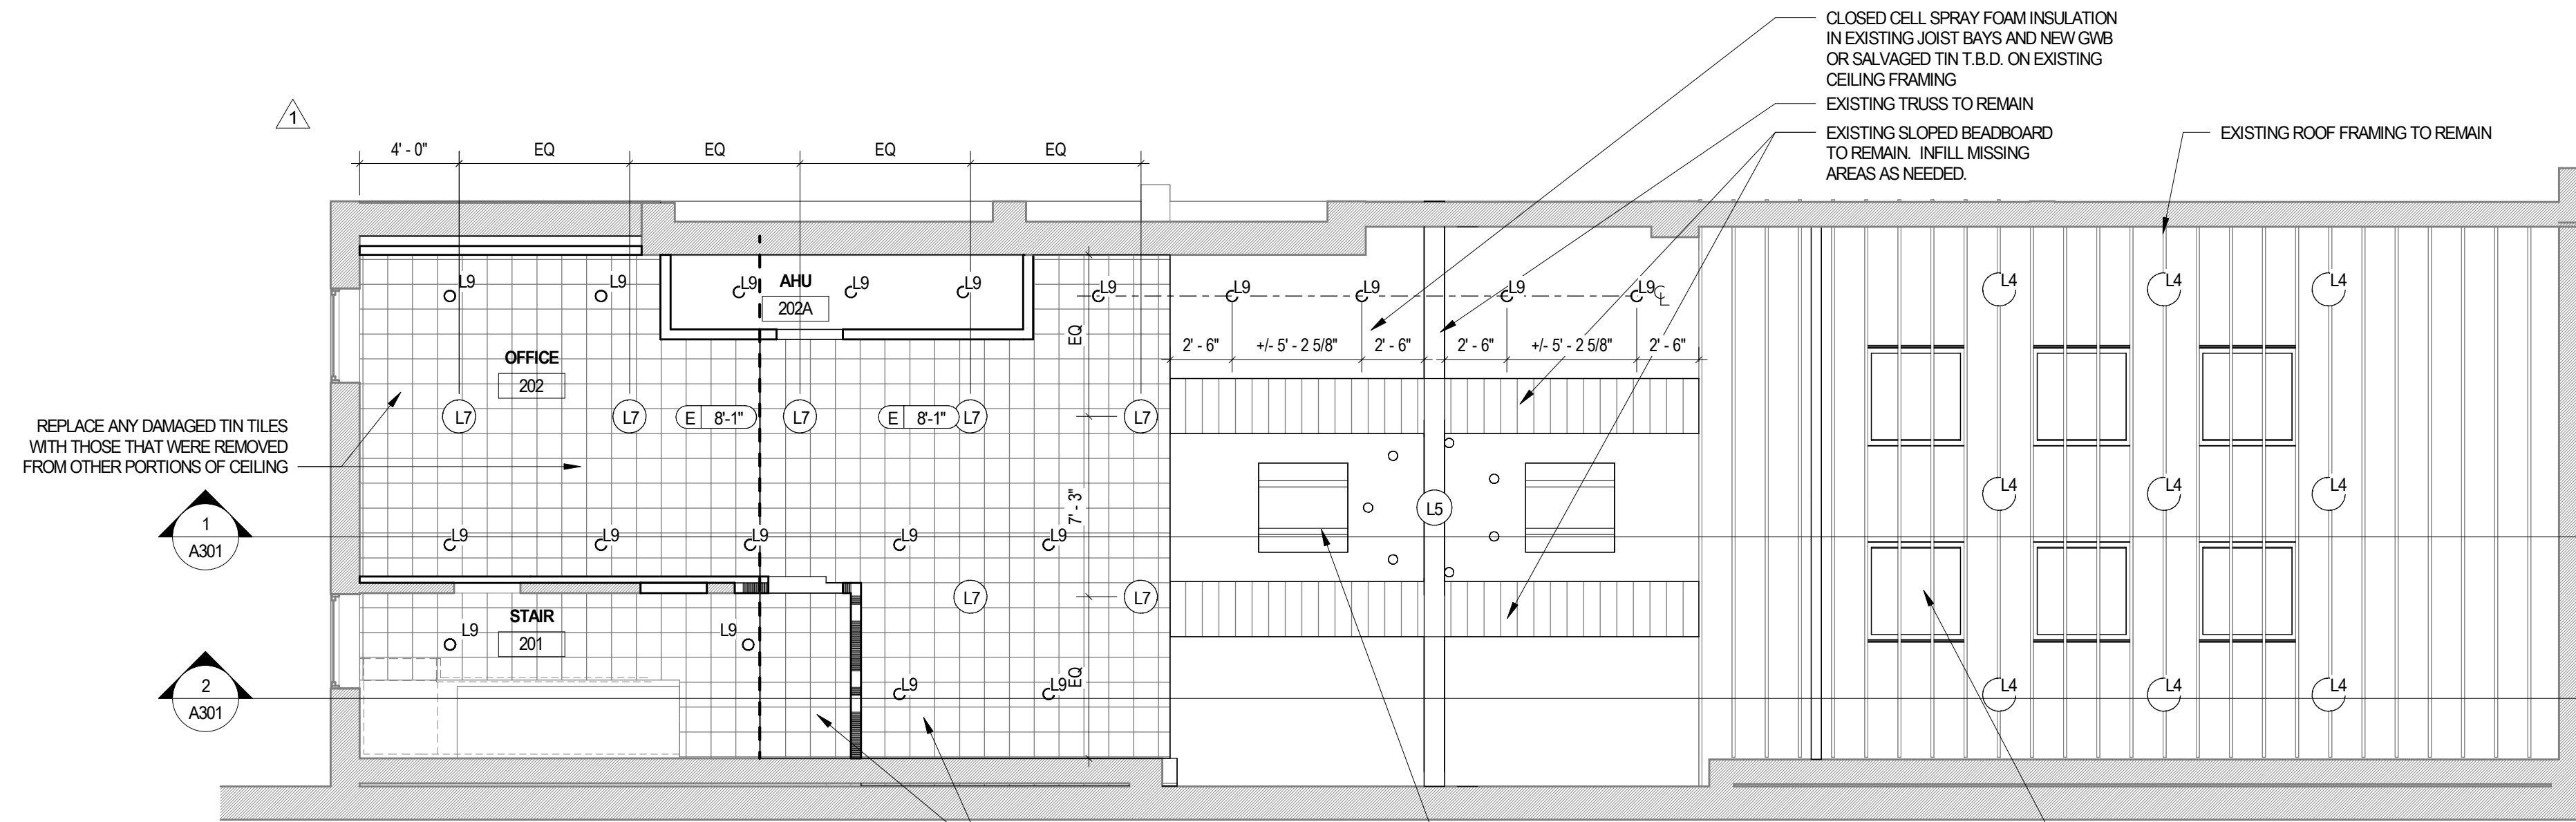 CLOSED CELL SPRAY FOAM INSULATION
IN EXISTING JOIST BAYS AND NEW GWB
OR SALVAGED TIN T.B.D. ON EXISTING
CEILING FRAMING
EXISTING TRUSS TO REMAIN
EXISTING SLOPED BEADBOARD
TO REMAIN. INFILL MISSING
AREAS AS NEEDED.
EXISTING ROOF FRAMING TO REMAIN
1
4' - 0" EQ EQ EQ EQ
L9 L9 L9 L9 L9 L9 L9 L9 L9 L9 CL
AHU
202A
L4 L4 L4
EQ
2' - 6" +/- 5' - 2 5/8" 2' - 6" 2' - 6" +/- 5' - 2 5/8" 2' - 6"
OFFICE
202
L7 L7 E 8'-1" L7 E 8'-1" L7 L7
REPLACE ANY DAMAGED TIN TILES
WITH THOSE THAT WERE REMOVED
FROM OTHER PORTIONS OF CEILING
7' - 3"
L5
L4 L4 L4
1
A301
L9 L9 L9 L9 L9
L7 L7
STAIR
201
L9 L9
EQ
2
A301
L9 L9
L4 L4 L4